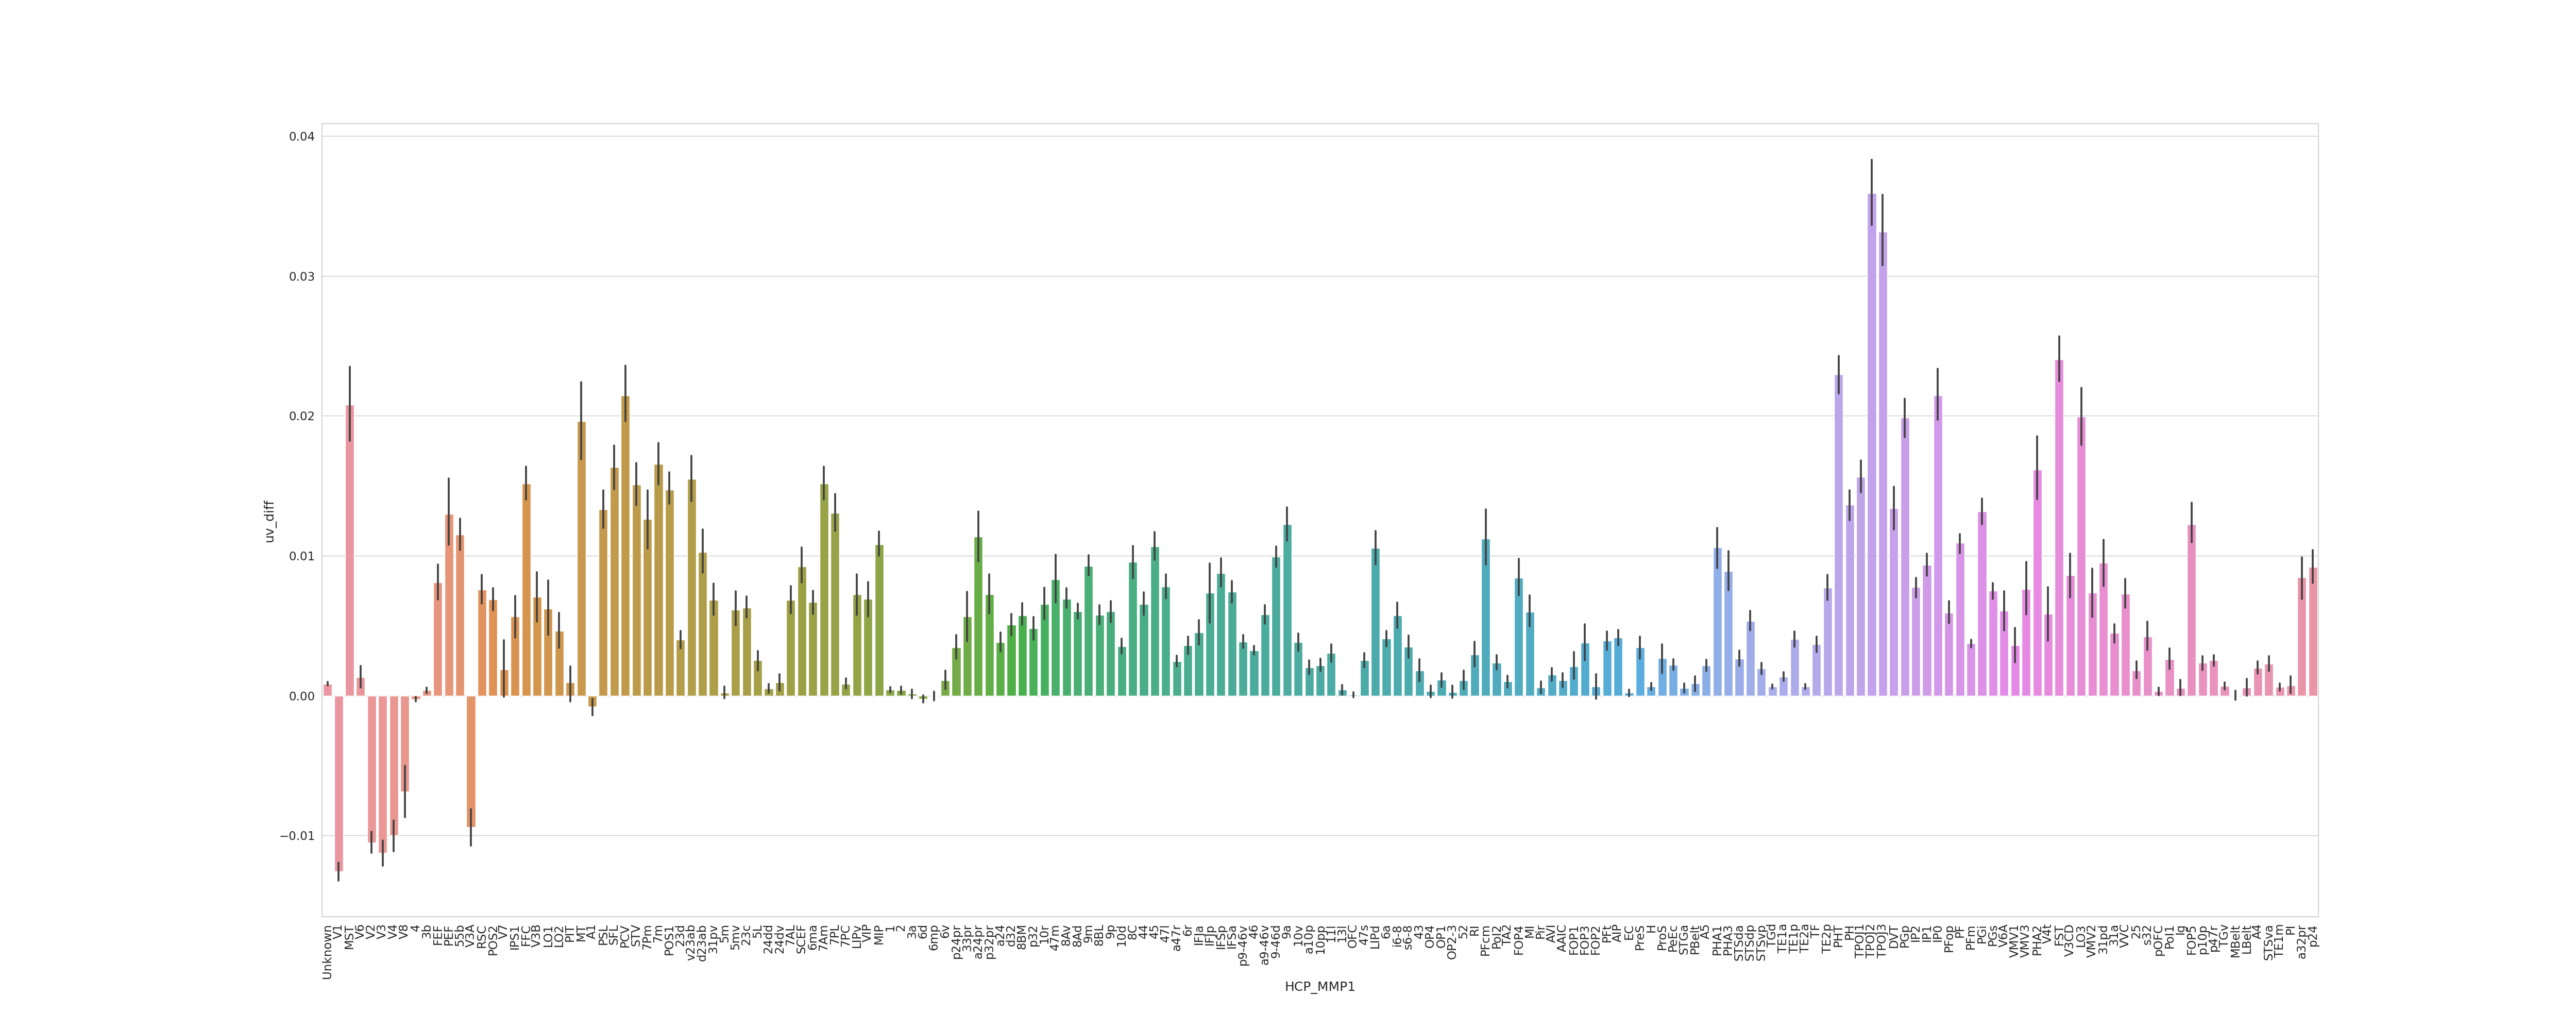 0.04
0.03
0.02
0.01
0.00
−0.01
uv_diff
Unknown
V1
MST
V6
V2
V3
V4
V8
4
3b
FEF
PEF
55b
V3A
RSC
POS2
V7
IPS1
FFC
V3B
LO1
LO2
PIT
MT
A1
PSL
SFL
PCV
STV
7Pm
7m
POS1
23d
v23ab
d23ab
31pv
5m
5mv
23c
5L
24dd
24dv
7AL
SCEF
6ma
7Am
7PL
7PC
LIPv
VIP
MIP
1
2
3a
6d
6mp
6v
p24pr
33pr
a24pr
p32pr
a24
d32
8BM
p32
10r
47m
8Av
8Ad
9m
8BL
9p
10d
8C
44
45
47l
a47r
6r
IFJa
IFJp
IFSp
IFSa
p9-46v
46
a9-46v
9-46d
9a
10v
a10p
10pp
11l
13l
OFC
47s
LIPd
6a
i6-8
s6-8
43
OP4
OP1
OP2-3
52
RI
PFcm
PoI2
TA2
FOP4
MI
Pir
AVI
AAIC
FOP1
FOP3
FOP2
PFt
AIP
EC
PreS
H
ProS
PeEc
STGa
PBelt
A5
PHA1
PHA3
STSda
STSdp
STSvp
TGd
TE1a
TE1p
TE2a
TF
TE2p
PHT
PH
TPOJ1
TPOJ2
TPOJ3
DVT
PGp
IP2
IP1
IP0
PFop
PF
PFm
PGi
PGs
V6A
VMV1
VMV3
PHA2
V4t
FST
V3CD
LO3
VMV2
31pd
31a
VVC
25
s32
pOFC
PoI1
Ig
FOP5
p10p
p47r
TGv
MBelt
LBelt
A4
STSva
TE1m
PI
a32pr
p24
HCP_MMP1